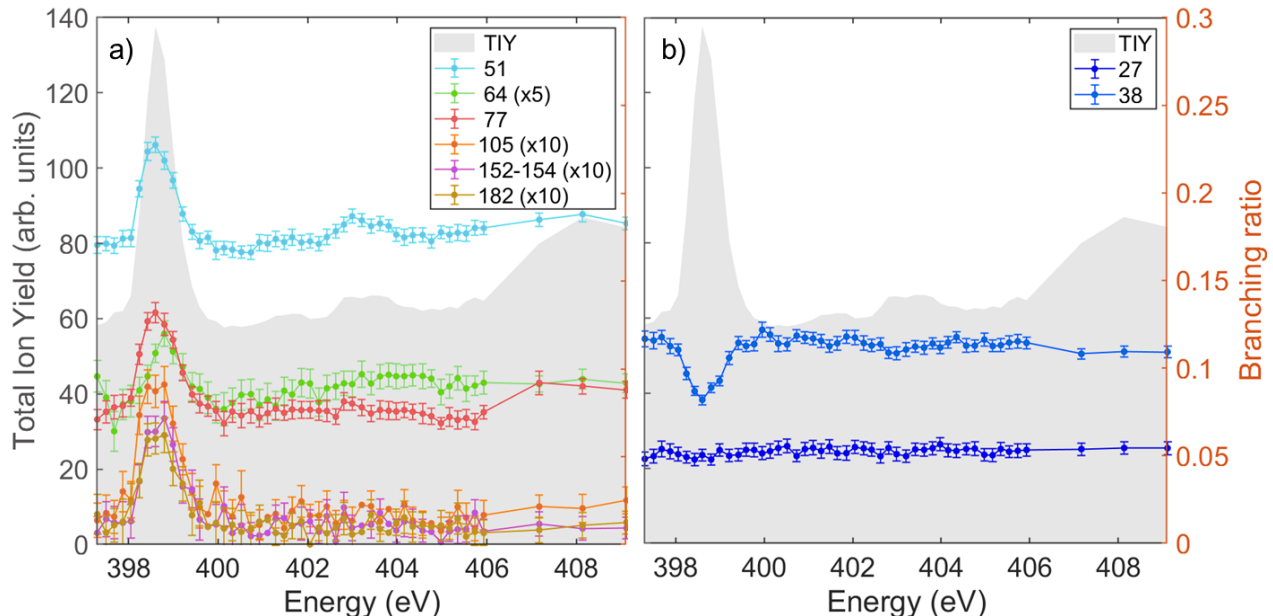 140
120
100
80
60
40
20
0
Total Ion Yield (arb. units)
a)
TIY
51
64 (x5)
77
105 (x10)
152-154 (x10)
182 (x10)
398
400
402
404
406
408
Energy (eV)
b)
TIY
27
38
398
400
402
404
406
408
Energy (eV)
0.3
0.25
0.2
0.15
0.1
0.05
0
Branching ratio